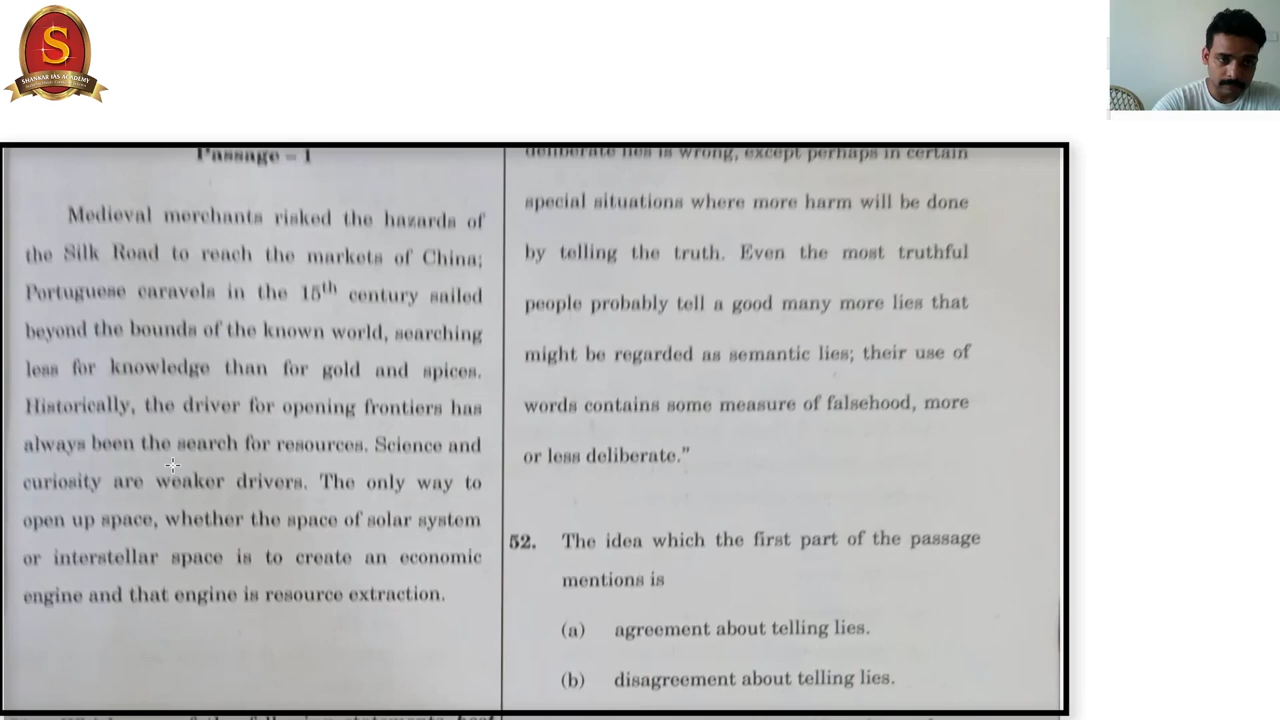 S
SHANKAR IAS ACADEMY
Passage – 1
Medieval merchants risked the hazards of
the Silk Road to reach the markets of China;
Portuguese caravels in the 15th century sailed
beyond the bounds of the known world, searching
less for knowledge than for gold and spices.
Historically, the driver for opening frontiers has
always been the search for resources. Science and
curiosity are weaker drivers. The only way to
open up space, whether the space of solar system
or interstellar space is to create an economic
engine and that engine is resource extraction.
deliberate lies is wrong, except perhaps in certain
special situations where more harm will be done
by telling the truth. Even the most truthful
people probably tell a good many more lies that
might be regarded as semantic lies; their use of
words contains some measure of falsehood, more
or less deliberate.”
52. The idea which the first part of the passage
mentions is
(a) agreement about telling lies.
(b) disagreement about telling lies.